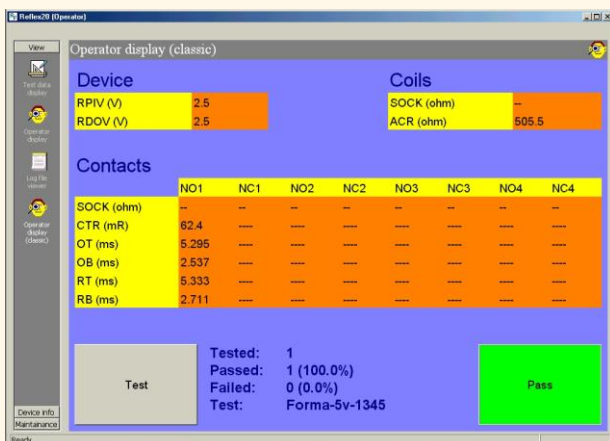 Reflex20 (Operator)
View
Operator display (classic)
Test data
display
Operator
display
Log file
viewer
Operator
display
(classic)
Device
RPIV (V) 2.5
RDOV (V) 2.5
Coils
SOCK (ohm) --
ACR (ohm) 505.5
Contacts
NO1 NC1 NO2 NC2 NO3 NC3 NO4 NC4
SOCK (ohm) -- -- -- -- -- -- -- --
CTR (mR) 62.4 ---- ---- ---- ---- ---- ---- ----
OT (ms) 5.295 ---- ---- ---- ---- ---- ---- ----
OB (ms) 2.537 ---- ---- ---- ---- ---- ---- ----
RT (ms) 5.333 ---- ---- ---- ---- ---- ---- ----
RB (ms) 2.711 ---- ---- ---- ---- ---- ---- ----
Test
Tested: 1
Passed: 1 (100.0%)
Failed: 0 (0.0%)
Test: Forma-5v-1345
Pass
Device info
Maintainance
Ready